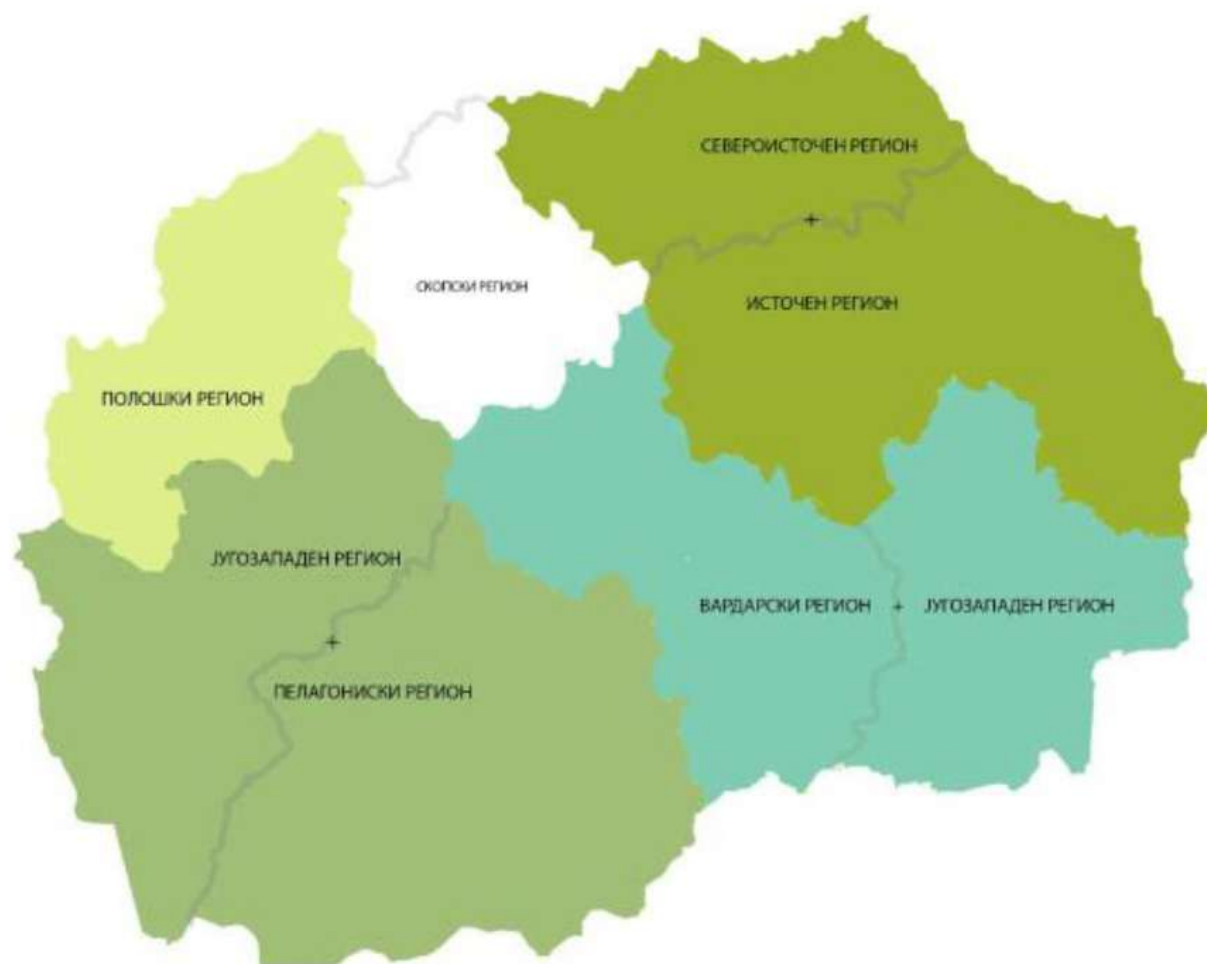 СЕВЕРОИСТОЧЕН РЕГИОН
СКОПСКИ РЕГИОН
ИСТОЧЕН РЕГИОН
ПОЛОШКИ РЕГИОН
ЈУГОЗАПАДЕН РЕГИОН
ВАРДАРСКИ РЕГИОН
ЈУГОЗАПАДЕН РЕГИОН
ПЕЛАГОНИСКИ РЕГИОН